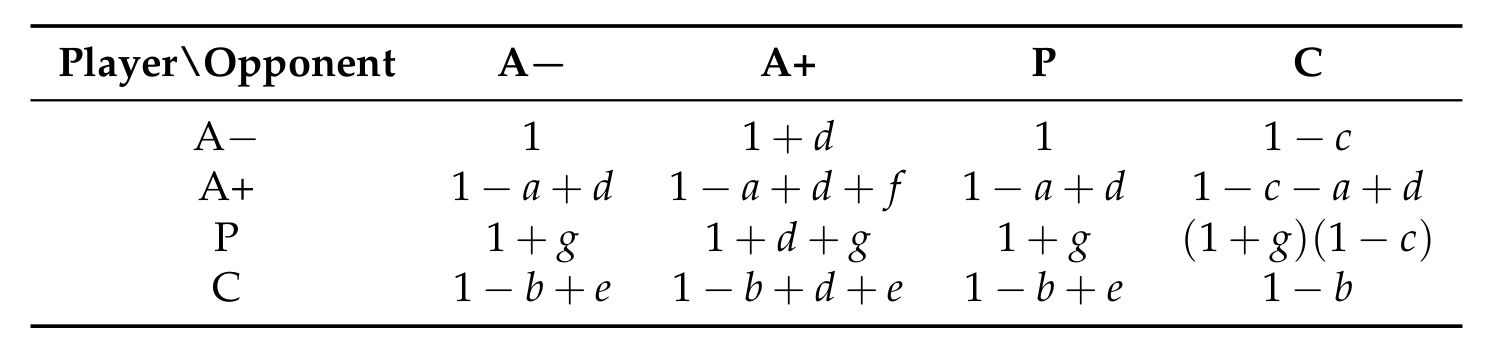 Player\Opponent A− A+ P C
A− 1 1 + d 1 1 − c
A+ 1 − a + d 1 − a + d + f 1 − a + d 1 − c − a + d
P 1 + g 1 + d + g 1 + g (1 + g)(1 − c)
C 1 − b + e 1 − b + d + e 1 − b + e 1 − b